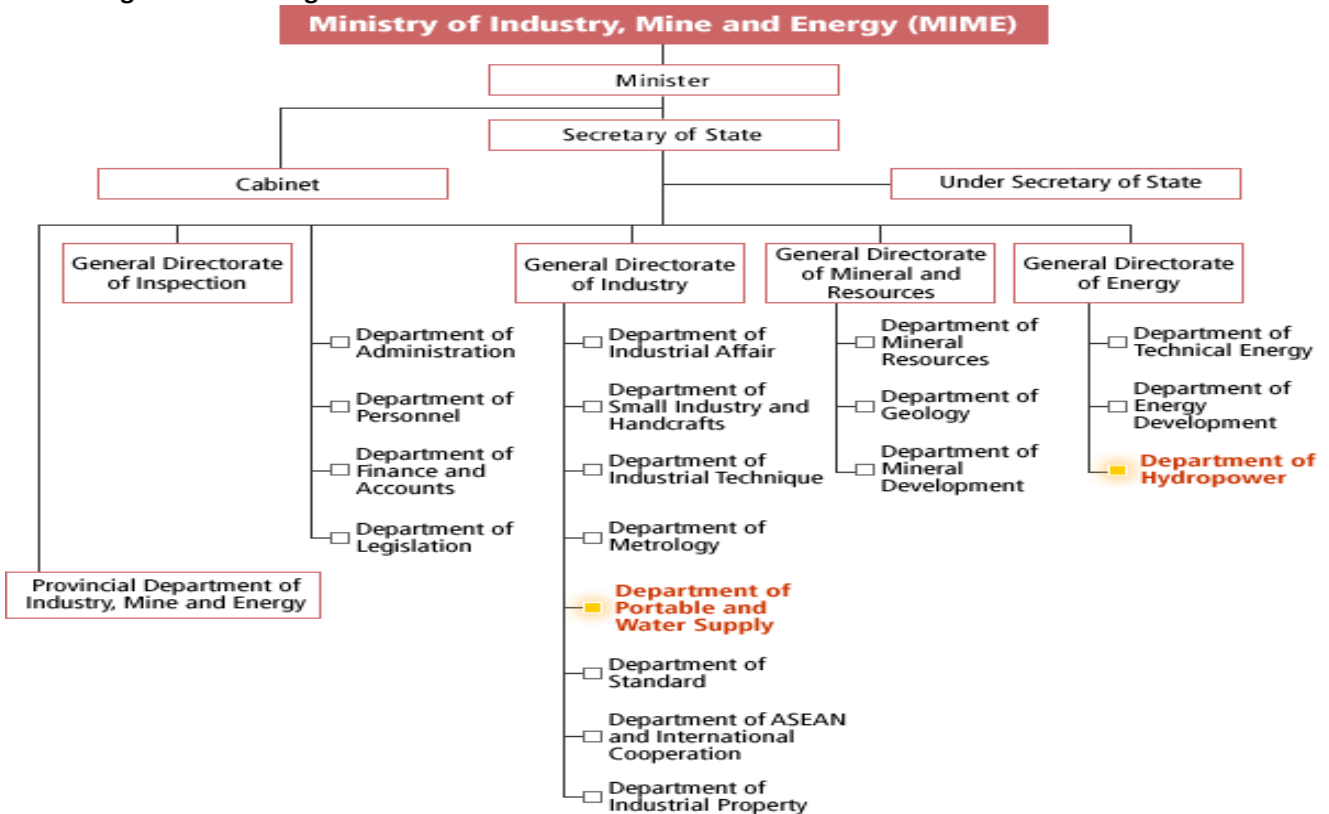 Ministry of Industry, Mine and Energy (MIME)
Minister
Secretary of State
Cabinet
Under Secretary of State
General Directorate
of Inspection
General Directorate
of Industry
General Directorate
of Mineral and
Resources
General Directorate
of Energy
Department of
Administration
Department of
Personnel
Department of
Finance and
Accounts
Department of
Legislation
Provincial Department of
Industry, Mine and Energy
Department of
Industrial Affair
Department of
Small Industry and
Handcrafts
Department of
Industrial Technique
Department of
Metrology
Department of
Portable and
Water Supply
Department of
Standard
Department of ASEAN
and International
Cooperation
Department of
Industrial Property
Department of
Mineral
Resources
Department of
Geology
Department of
Mineral
Development
Department of
Technical Energy
Department of
Energy
Development
Department of
Hydropower